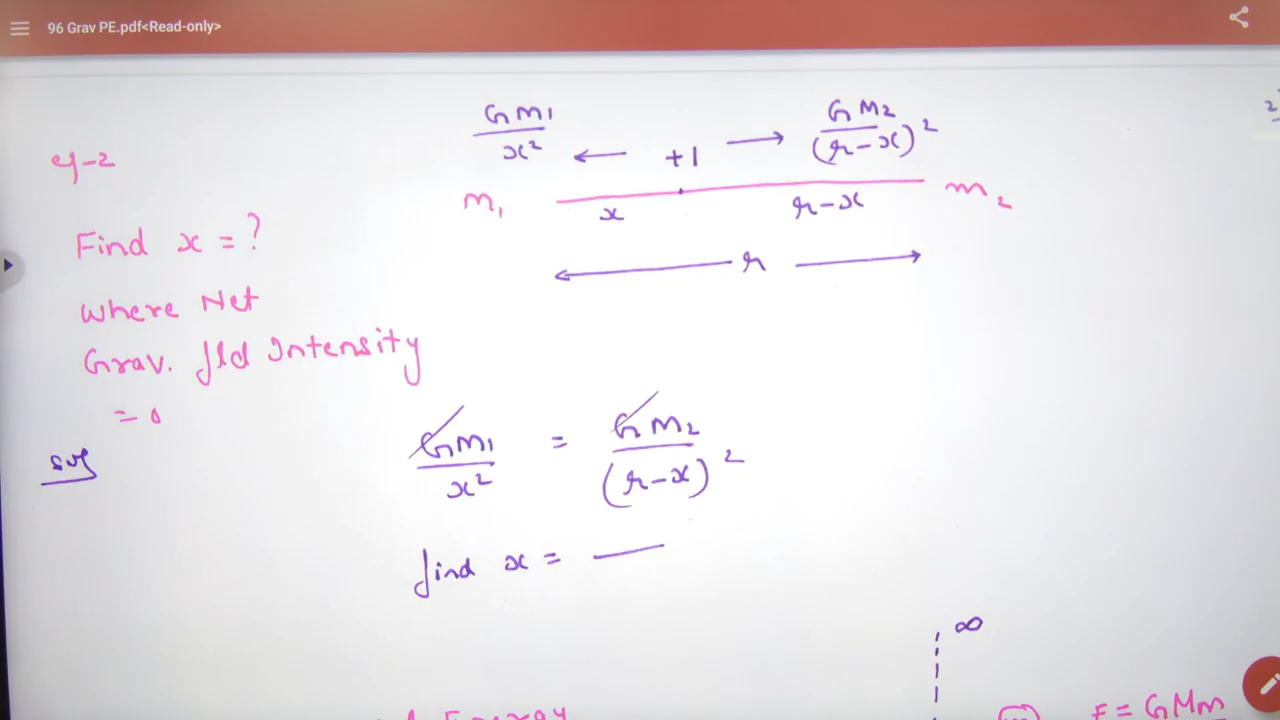 96 Grav PE.pdf<Read-only>
eg-2
Find x = ?
Where Net
Grav. fld Intensity
= 0
Gm₁/x² ← +1 → Gm₂/(r-x)²
m₁ x r-x m₂
← r →
Sol
Gm₁/x² = Gm₂/(r-x)²
find x = —
∞
Energy
F = GMm